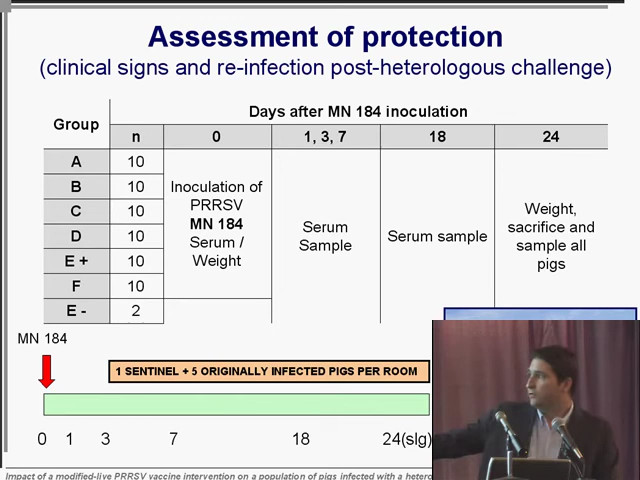 Assessment of protection
(clinical signs and re-infection post-heterologous challenge)
Group
Days after MN 184 inoculation
n 0 1, 3, 7 18 24
A 10
B 10
C 10
D 10
E + 10
F 10
E - 2
Inoculation of
PRRSV
MN 184
Serum /
Weight
Serum
Sample
Serum sample
Weight,
sacrifice and
sample all
pigs
MN 184
1 SENTINEL + 5 ORIGINALLY INFECTED PIGS PER ROOM
0 1 3 7 18 24(slg)
Impact of a modified-live PRRSV vaccine intervention on a population of pigs infected with a